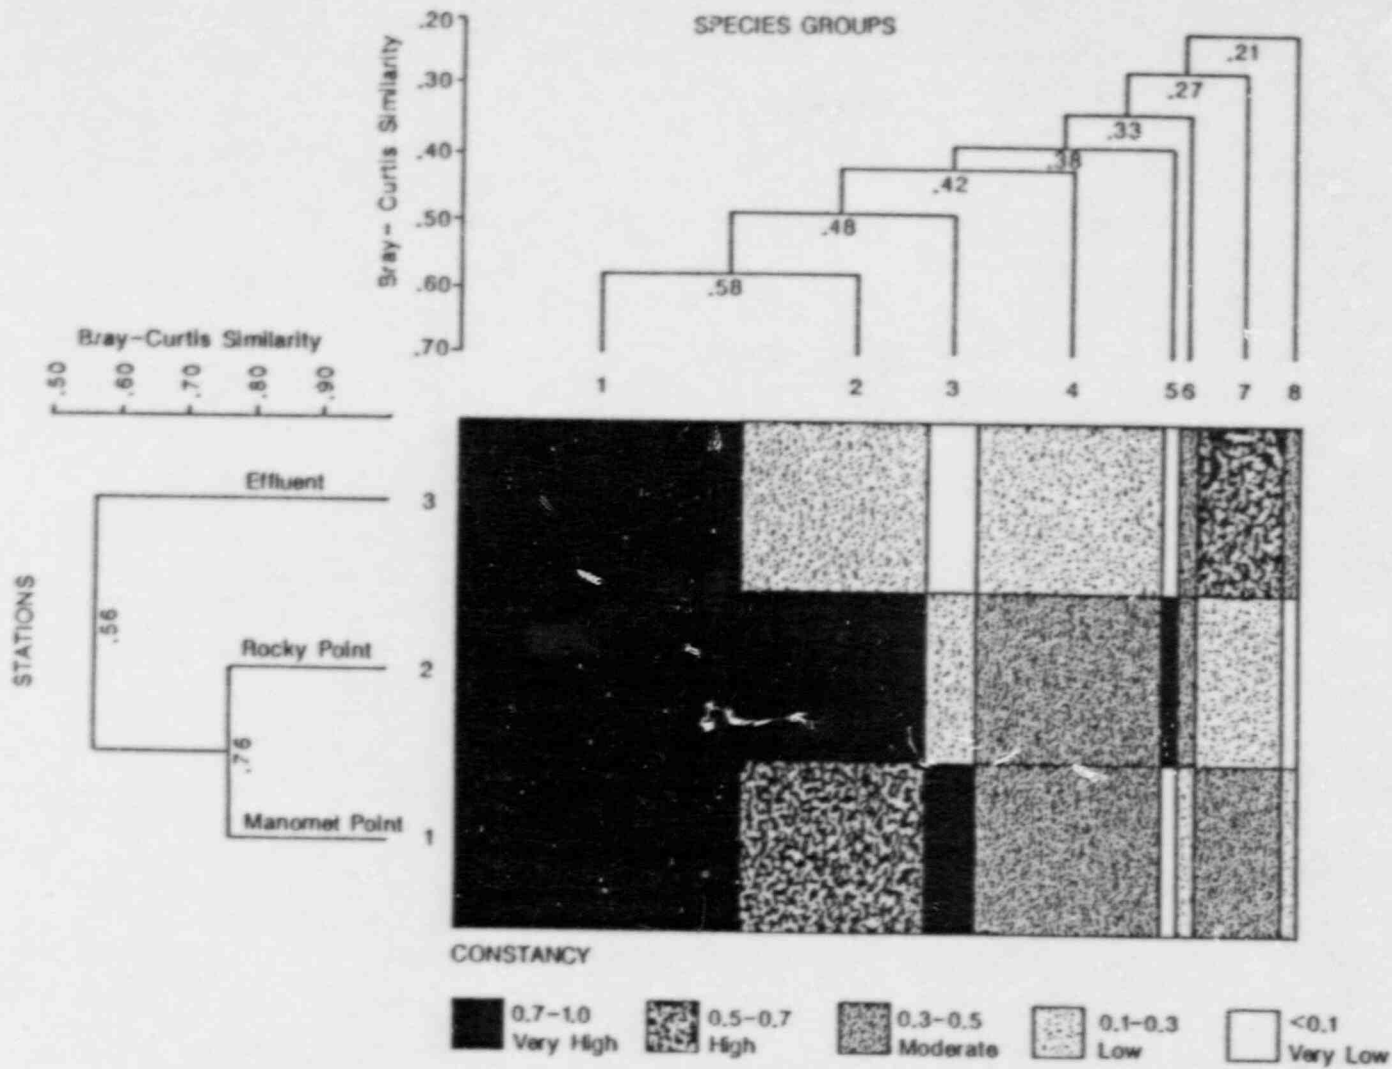 SPECIES GROUPS
Bray-Curtis Similarity
.20
.30
.40
.50
.60
.70
.21
.27
.33
.38
.42
.48
.58
1 2 3 4 5 6 7 8
Bray-Curtis Similarity
.50 .60 .70 .80 .90
STATIONS
Effluent 3
.56
Rocky Point 2
.76
Manomet Point 1
CONSTANCY
0.7-1.0 Very High
0.5-0.7 High
0.3-0.5 Moderate
0.1-0.3 Low
<0.1 Very Low